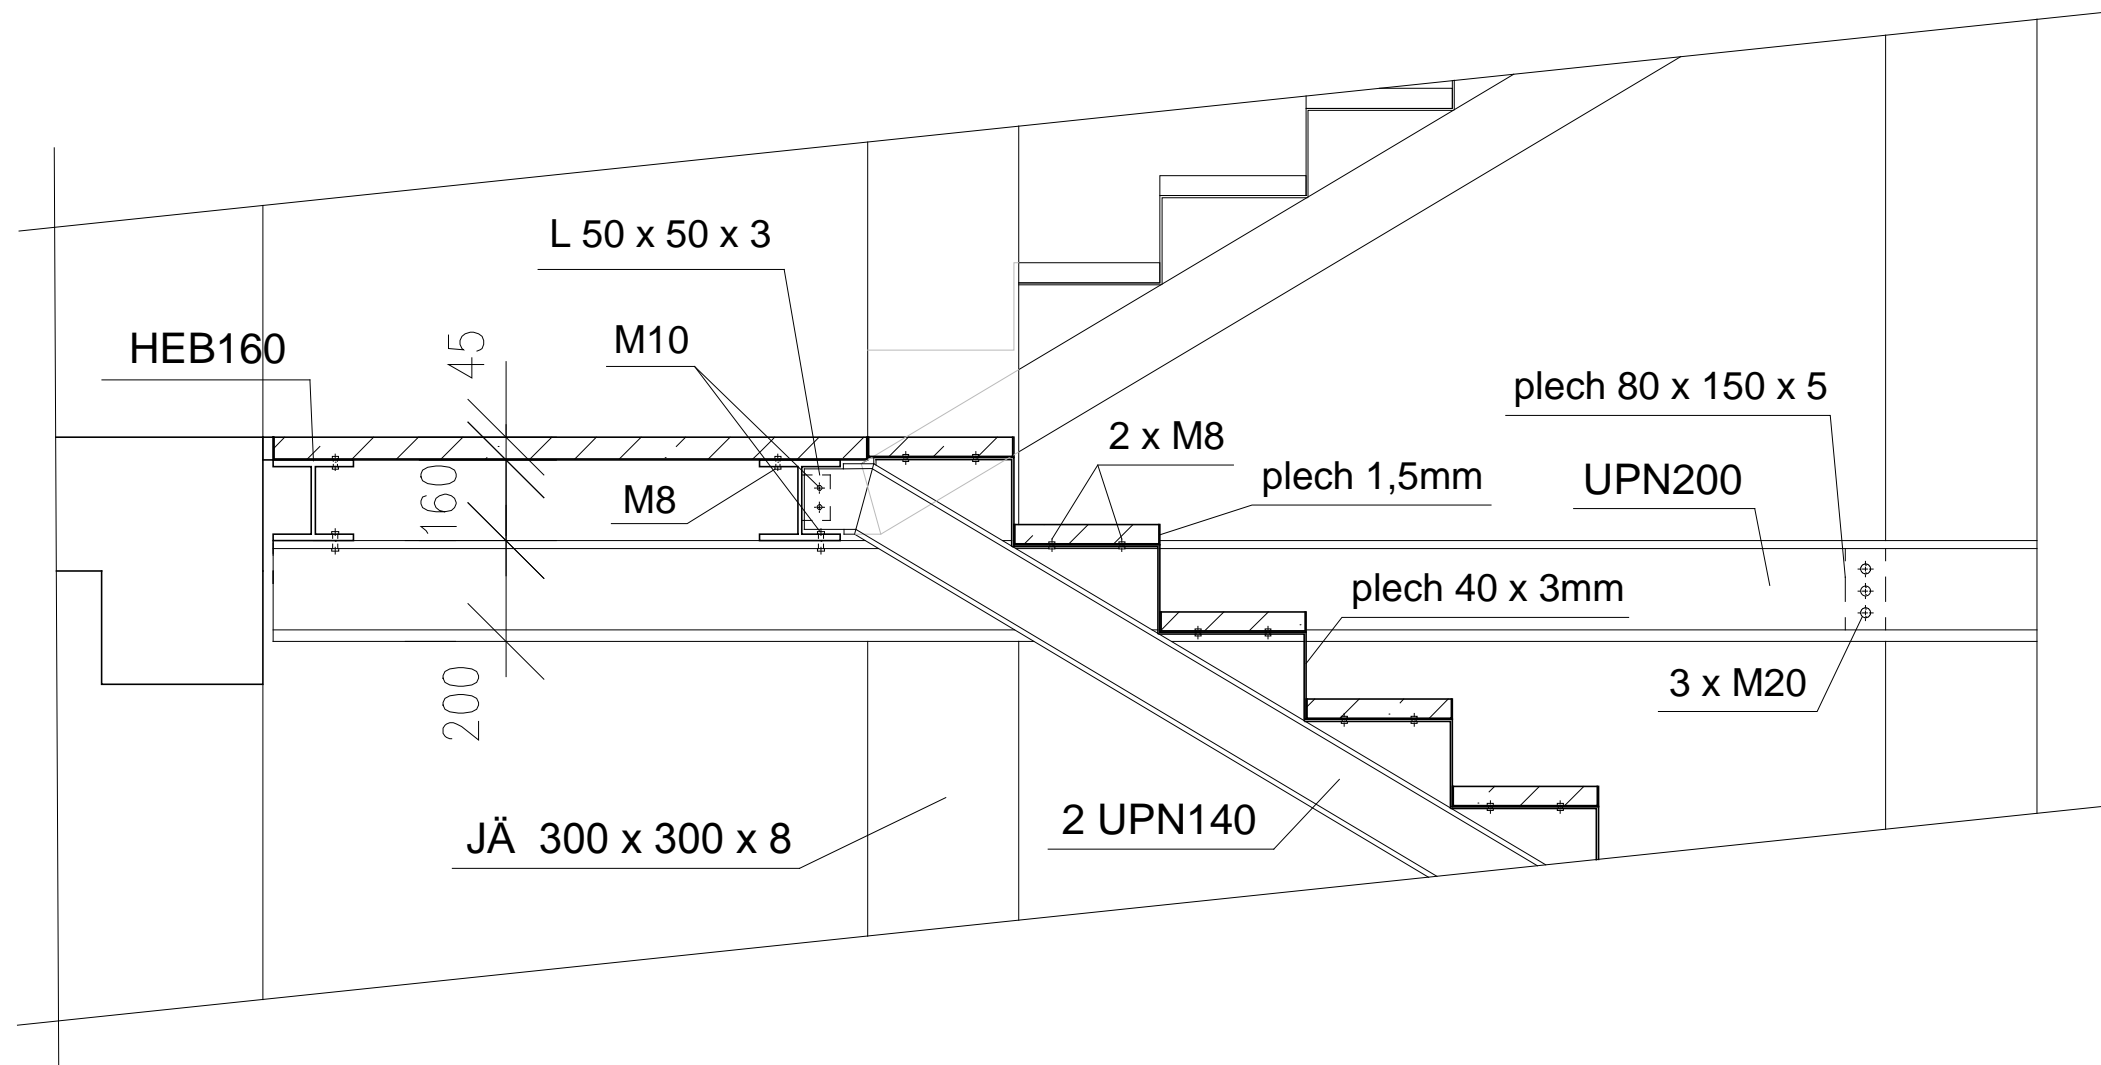 L 50 x 50 x 3
HEB160
45
M10
plech 80 x 150 x 5
2 x M8
plech 1,5mm
UPN200
160
M8
plech 40 x 3mm
200
3 x M20
JÄ 300 x 300 x 8
2 UPN140